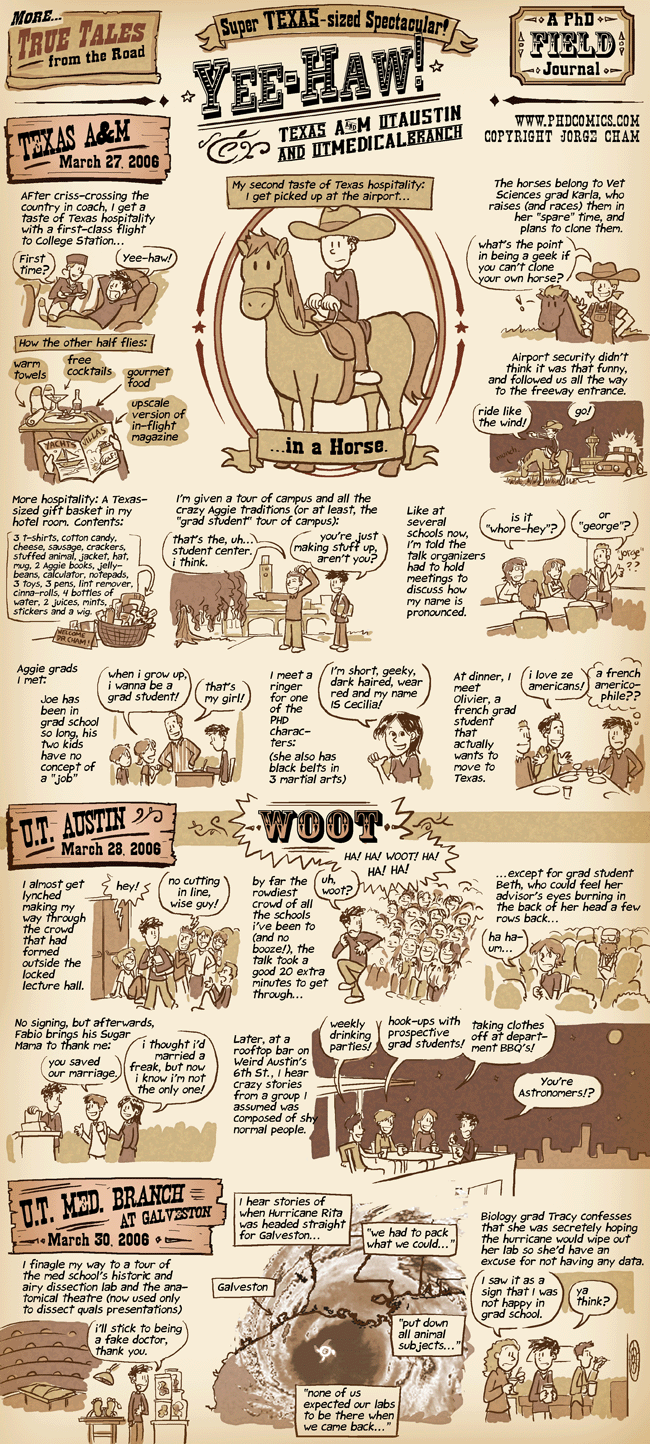 MORE...
TRUE TALES
from the Road
Super TEXAS-sized Spectacular!
YEE-HAW!
TEXAS A AND M UTAUSTIN
AND UTMEDICALBRANCH
A PhD
FIELD
Journal
WWW.PHDCOMICS.COM
COPYRIGHT JORGE CHAM
TEXAS A&M
March 27, 2006
After criss-crossing the
country in coach, I get a
taste of Texas hospitality
with a first-class flight
to College Station...
First
time?
Yee-haw!
How the other half flies:
warm
towels
free
cocktails
gourmet
food
upscale
version of
in-flight
magazine
YACHTS
VILLAS
GOLF
My second taste of Texas hospitality:
I get picked up at the airport...
...in a Horse.
The horses belong to Vet
Sciences grad Karla, who
raises (and races) them in
her "spare" time, and
plans to clone them.
what's the point
in being a geek if
you can't clone
your own horse?
!
Airport security didn't
think it was that funny,
and followed us all the way
to the freeway entrance.
ride like
the wind!
go!
munch
More hospitality: A Texas-
sized gift basket in my
hotel room. Contents:
3 t-shirts, cotton candy,
cheese, sausage, crackers,
stuffed animal, jacket, hat,
mug, 2 Aggie books, jelly-
beans, calculator, notepads,
3 toys, 3 pens, lint remover,
cinna-rolls, 4 bottles of
water, 2 juices, mints,
stickers and a wig.
WELCOME
DR CHAM!
I'm given a tour of campus and all the
crazy Aggie traditions (or at least, the
"grad student" tour of campus):
that's the, uh...
student center.
i think.
you're just
making stuff up,
aren't you?
Like at
several
schools now,
I'm told the
talk organizers
had to hold
meetings to
discuss how
my name is
pronounced.
is it
"whore-hey"?
or
"george"?
"Jorge"
??
Aggie grads
I met:
Joe has
been in
grad school
so long, his
two kids
have no
concept of
a "job"
when i grow up,
i wanna be a
grad student!
that's
my girl!
I meet a
ringer
for one
of the
PHD
charac-
ters:
(she also has
black belts in
3 martial arts)
I'm short, geeky,
dark haired, wear
red and my name
IS Cecilia!
At dinner, I
meet
Olivier, a
french grad
student
that
actually
wants to
move to
Texas.
i love ze
americans!
a french
americo-
phile??
U.T. AUSTIN
March 28, 2006
WOOT
I almost get
lynched
making my
way through
the crowd
that had
formed
outside the
locked
lecture hall.
hey!
no cutting
in line,
wise guy!
by far the
rowdiest
crowd of all
the schools
i've been to
(and no
booze!), the
talk took a
good 20 extra
minutes to get
through...
uh,
woot?
HA! HA! WOOT! HA!
HA! HA!
...except for grad student
Beth, who could feel her
advisor's eyes burning in
the back of her head a few
rows back...
ha ha-
um...
No signing, but afterwards,
Fabio brings his Sugar
Mama to thank me:
you saved
our marriage.
i thought i'd
married a
freak, but now
i know i'm not
the only one!
Later, at a
rooftop bar on
Weird Austin's
6th St., I hear
crazy stories
from a group I
assumed was
composed of shy
normal people.
weekly
drinking
parties!
hook-ups with
prospective
grad students!
taking clothes
off at depart-
ment BBQ's!
You're
Astronomers!?
U.T. MED. BRANCH
AT GALVESTON
March 30, 2006
I finagle my way to a tour of
the med school's historic and
airy dissection lab and the ana-
tomical theatre (now used only
to dissect quals presentations)
i'll stick to being
a fake doctor,
thank you.
I hear stories of
when Hurricane Rita
was headed straight
for Galveston...
Galveston
"we had to pack
what we could..."
"put down
all animal
subjects..."
"none of
us expected our labs
to be there when
we came back..."
Biology grad Tracy confesses
that she was secretely hoping
the hurricane would wipe out
her lab so she'd have an
excuse for not having any data.
I saw it as a
sign that I was
not happy in
grad school.
ya
think?